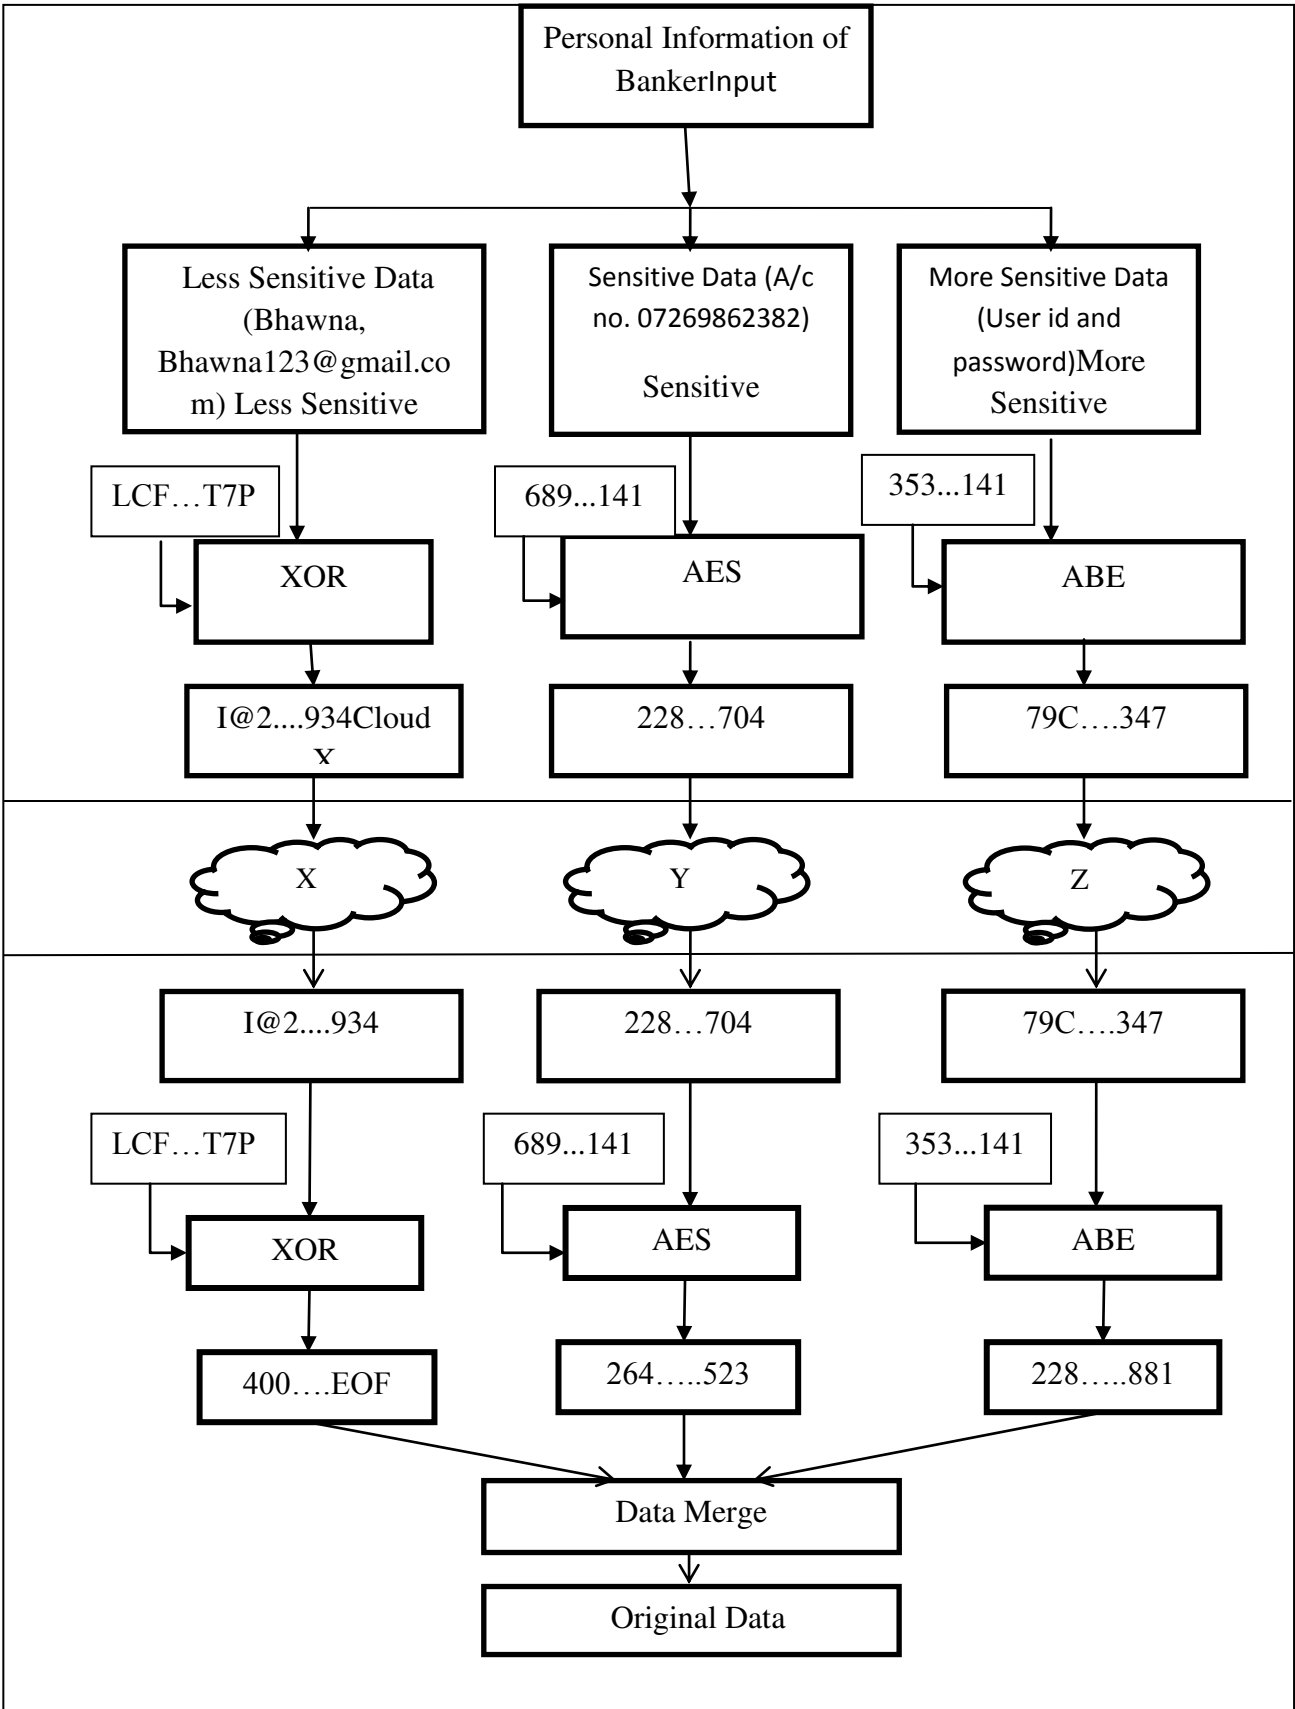 Personal Information of
BankerInput
Less Sensitive Data
(Bhawna,
Bhawna123@gmail.co
m) Less Sensitive
Sensitive Data (A/c
no. 07269862382)
Sensitive
More Sensitive Data
(User id and
password)More
Sensitive
LCF...T7P
689...141
353...141
XOR
AES
ABE
I@2....934Cloud
X
228...704
79C....347
X
Y
Z
I@2....934
228...704
79C....347
LCF...T7P
689...141
353...141
XOR
AES
ABE
400....EOF
264.....523
228.....881
Data Merge
Original Data